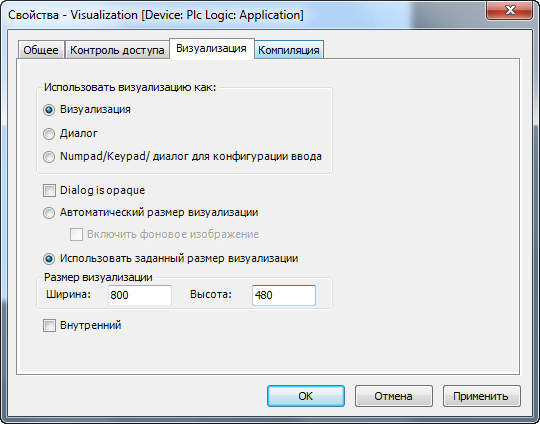 Свойства - Visualization [Device: Plc Logic: Application]
Общее Контроль доступа Визуализация Компиляция
Использовать визуализацию как:
Визуализация
Диалог
Numpad/Keypad/ диалог для конфигурации ввода
Dialog is opaque
Автоматический размер визуализации
Включить фоновое изображение
Использовать заданный размер визуализации
Размер визуализации
Ширина: 800 Высота: 480
Внутренний
OK Отмена Применить